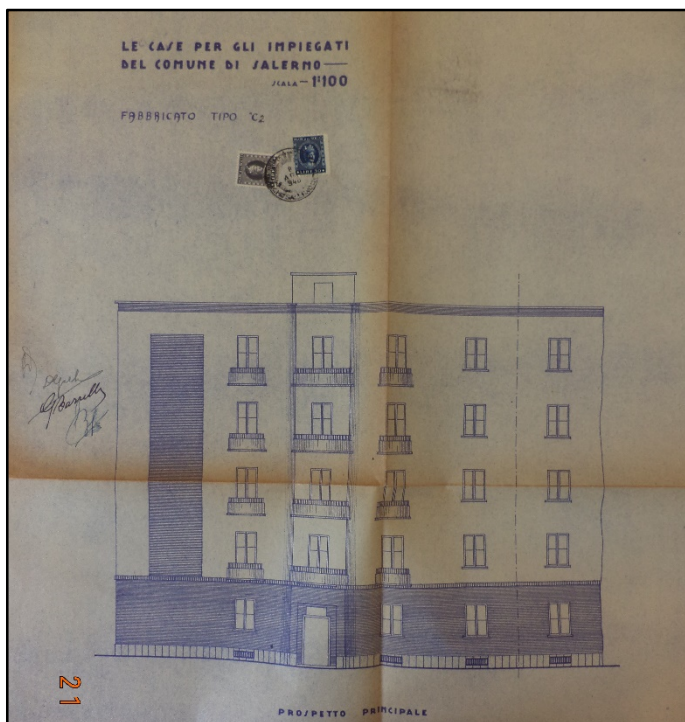 LE CASE PER GLI IMPIEGATI
DEL COMUNE DI SALERNO—
SCALA — 1:100
FABBRICATO TIPO "C2
21
PROSPETTO PRINCIPALE